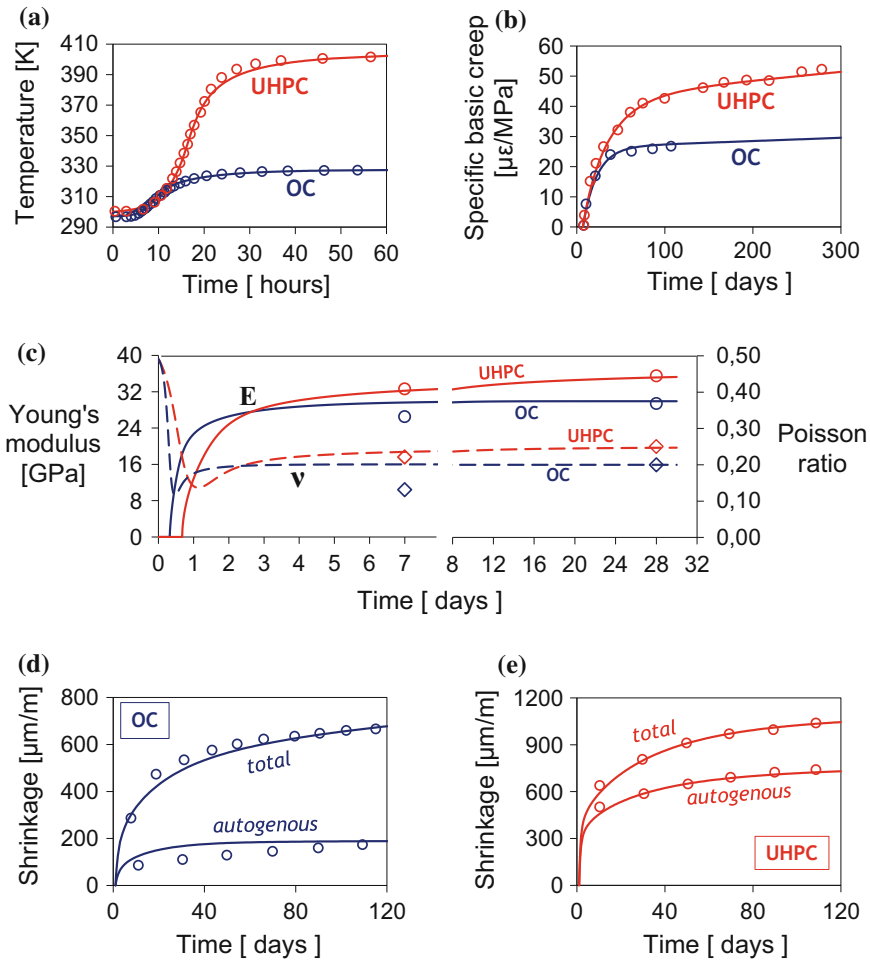 (a)
Temperature [K]
410
390
370
350
330
310
290
UHPC
OC
0 10 20 30 40 50 60
Time [ hours]
(b)
Specific basic creep
[µε/MPa]
60
50
40
30
20
10
0
UHPC
OC
0 100 200 300
Time [ days ]
(c)
Young's
modulus
[GPa]
40
32
24
16
8
0
E
ν
UHPC
OC
UHPC
OC
0,50
0,40
0,30
0,20
0,10
0,00
Poisson
ratio
0 1 2 3 4 5 6 7 8 12 16 20 24 28 32
Time [ days ]
(d)
Shrinkage [µm/m]
800
600
400
200
0
OC
total
autogenous
0 40 80 120
Time [ days ]
(e)
Shrinkage [µm/m]
1200
900
600
300
0
total
autogenous
UHPC
0 40 80 120
Time [ days ]